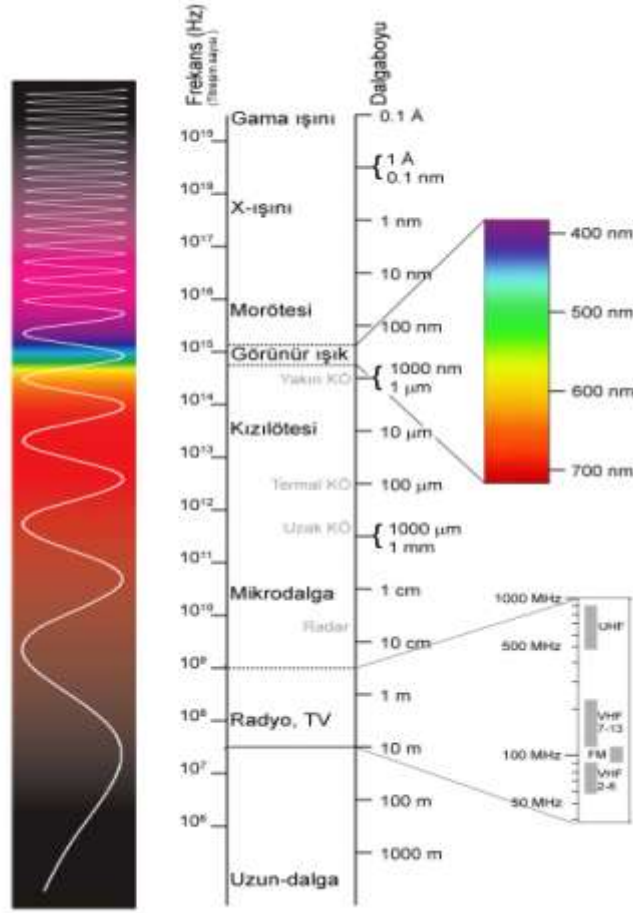 Frekans (Hz)
(Titreşim sayısı)
Dalgaboyu
Gama ışını
0.1 Å
10¹⁹
1 Å
0.1 nm
10¹⁸
X-ışını
1 nm
400 nm
10¹⁷
10 nm
10¹⁶
Morötesi
100 nm
500 nm
10¹⁵
Görünür ışık
1000 nm
Yakın KÖ
1 µm
600 nm
10¹⁴
Kızılötesi
10 µm
10¹³
700 nm
Termal KÖ
100 µm
10¹²
Uzak KÖ
1000 µm
1 mm
10¹¹
Mikrodalga
1 cm
1000 MHz
10¹⁰
Radar
UHF
10 cm
500 MHz
10⁹
1 m
10⁸
Radyo, TV
VHF
7-13
10 m
FM
100 MHz
10⁷
VHF
2-6
100 m
50 MHz
10⁶
1000 m
Uzun-dalga